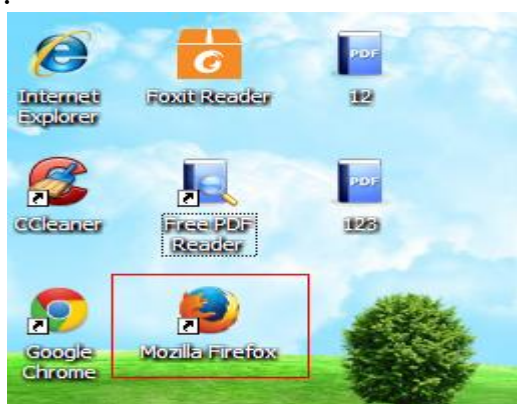 Internet
Explorer
Foxit Reader
PDF
12
CCleaner
Free PDF
Reader
PDF
123
Google
Chrome
Mozilla Firefox